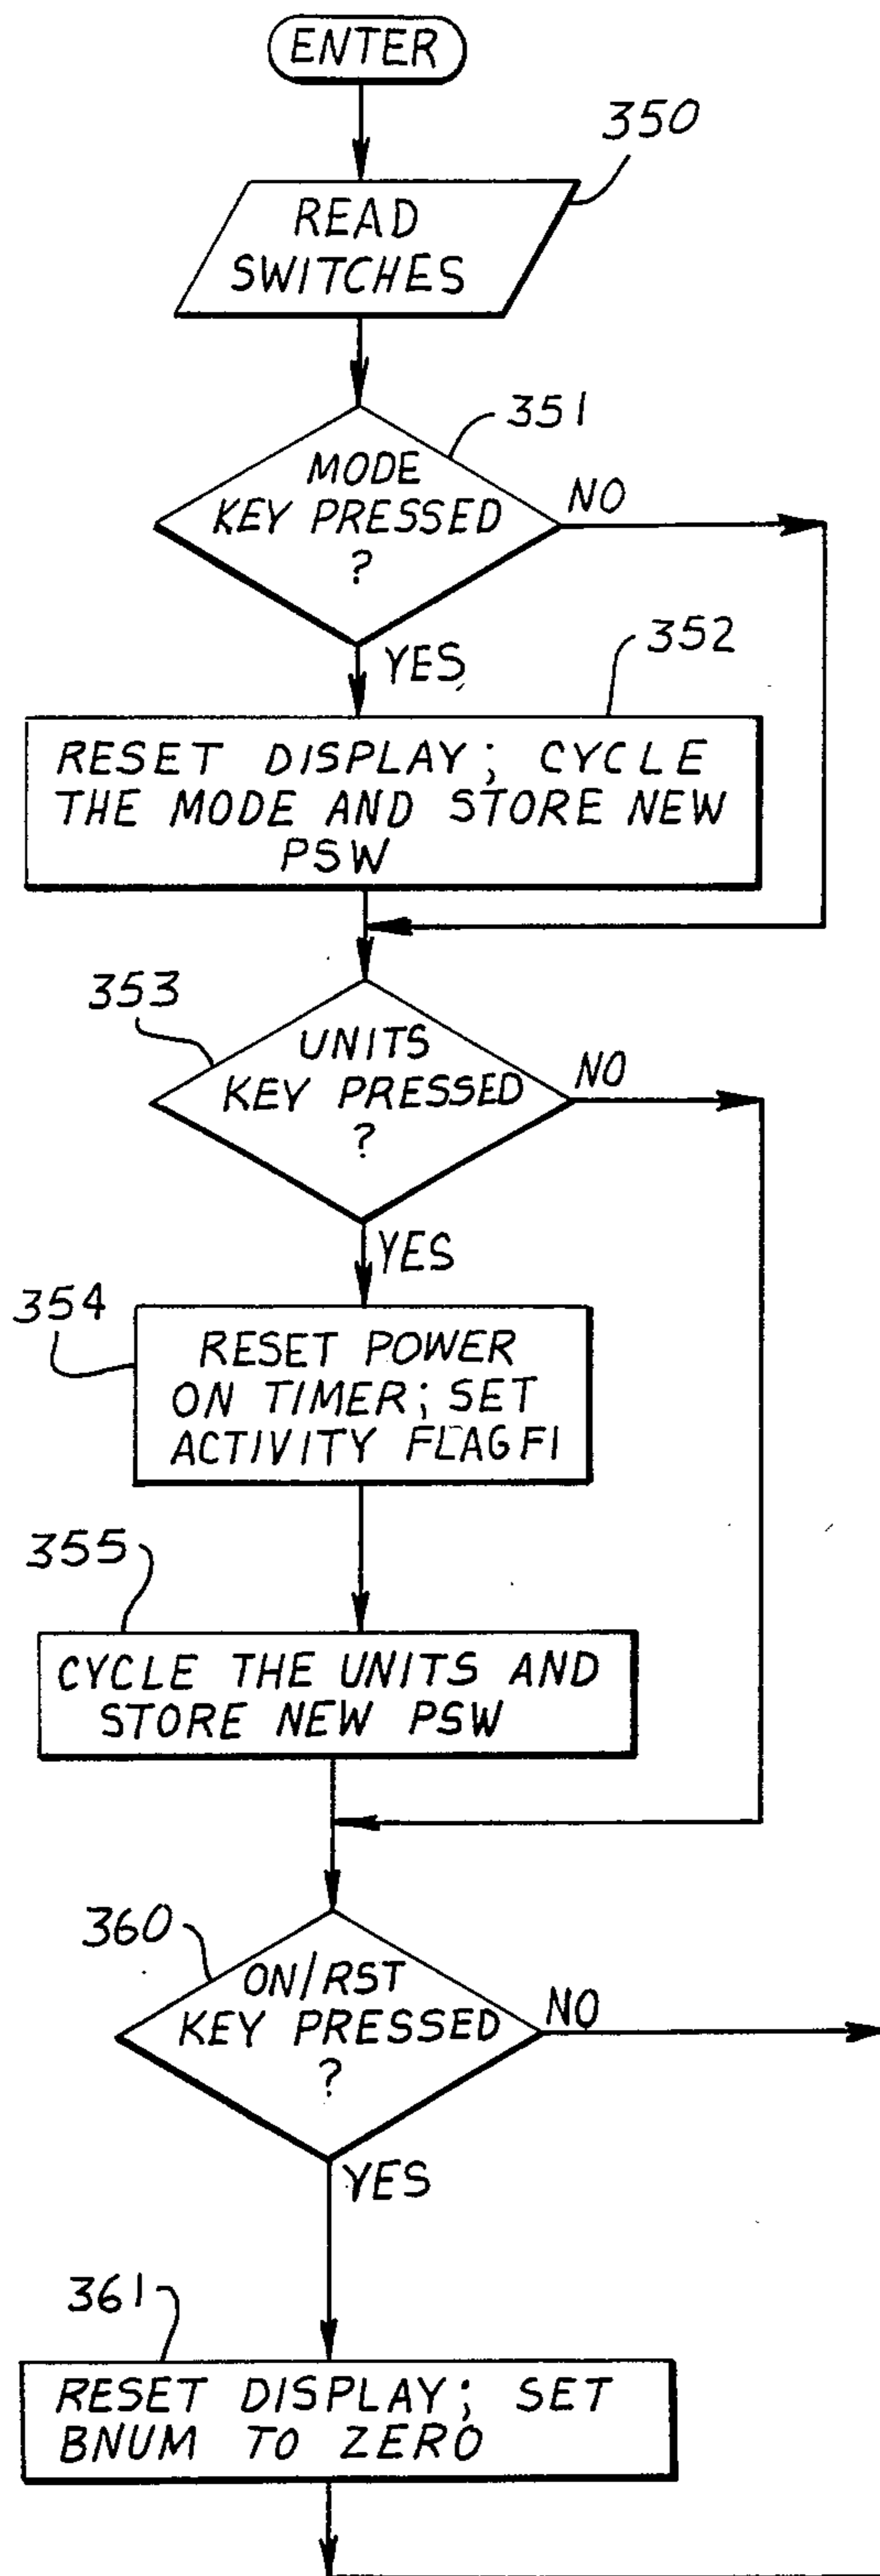 ENTER
350
READ
SWITCHES
351
MODE
KEY PRESSED
?
NO
YES
352
RESET DISPLAY; CYCLE
THE MODE AND STORE NEW
PSW
353
UNITS
KEY PRESSED
?
NO
YES
354
RESET POWER
ON TIMER; SET
ACTIVITY FLAG F1
355
CYCLE THE UNITS AND
STORE NEW PSW
360
ON/RST
KEY PRESSED
?
NO
YES
361
RESET DISPLAY; SET
BNUM TO ZERO